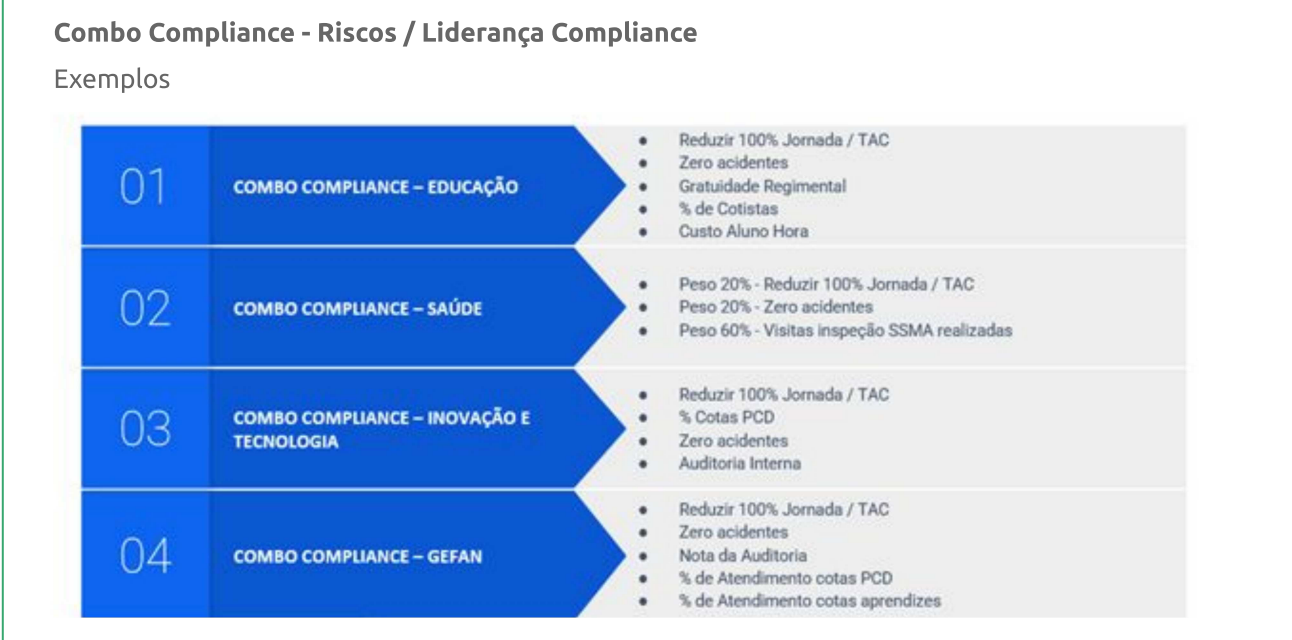 Combo Compliance - Riscos / Liderança Compliance
Exemplos
01
COMBO COMPLIANCE – EDUCAÇÃO
• Reduzir 100% Jornada / TAC
• Zero acidentes
• Gratuidade Regimental
• % de Cotistas
• Custo Aluno Hora
02
COMBO COMPLIANCE – SAÚDE
• Peso 20% - Reduzir 100% Jornada / TAC
• Peso 20% - Zero acidentes
• Peso 60% - Visitas inspeção SSMA realizadas
03
COMBO COMPLIANCE – INOVAÇÃO E
TECNOLOGIA
• Reduzir 100% Jornada / TAC
• % Cotas PCD
• Zero acidentes
• Auditoria Interna
04
COMBO COMPLIANCE – GEFAN
• Reduzir 100% Jornada / TAC
• Zero acidentes
• Nota da Auditoria
• % de Atendimento cotas PCD
• % de Atendimento cotas aprendizes